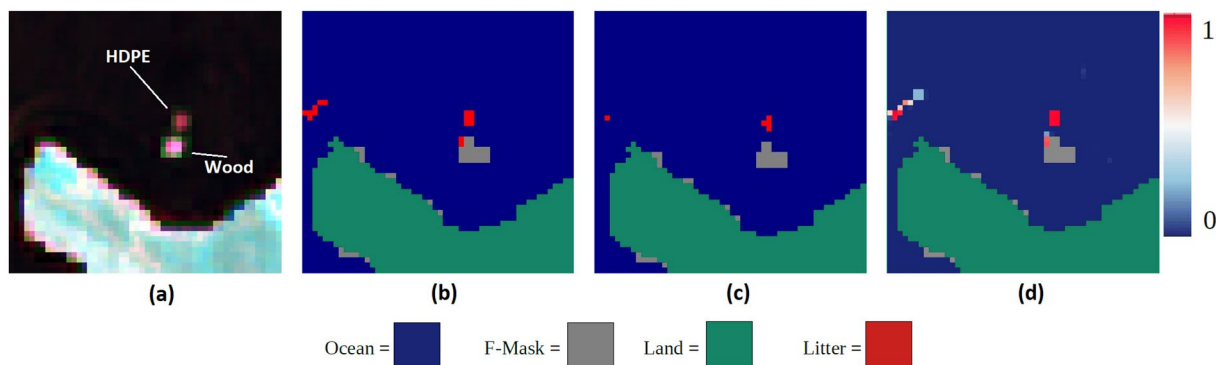 HDPE
Wood
1
0
(a)
(b)
(c)
(d)
Ocean =
F-Mask =
Land =
Litter =